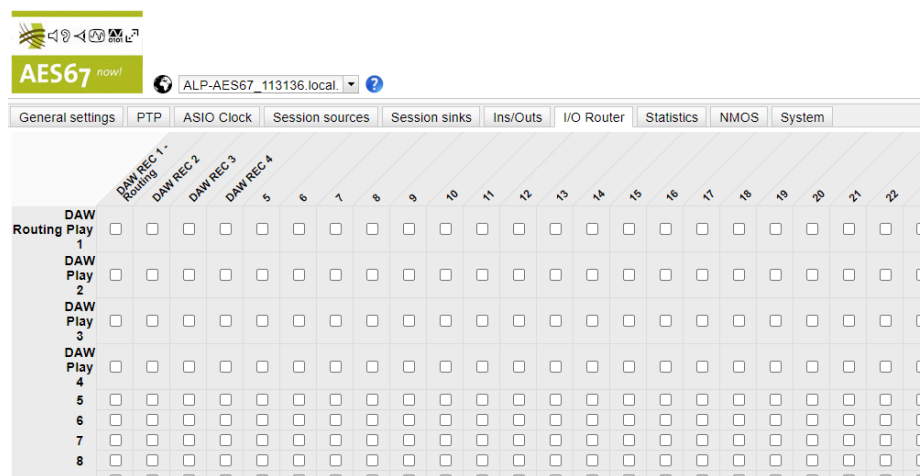 AES67 now!
0101
ALP-AES67_113136.local.
?
General settings PTP ASIO Clock Session sources Session sinks Ins/Outs I/O Router Statistics NMOS System
DAW REC 1 -
Routing
DAW REC 2
DAW REC 3
DAW REC 4
5 6 7 8 9 10 11 12 13 14 15 16 17 18 19 20 21 22
DAW
Routing Play
1
DAW
Play
2
DAW
Play
3
DAW
Play
4
5
6
7
8